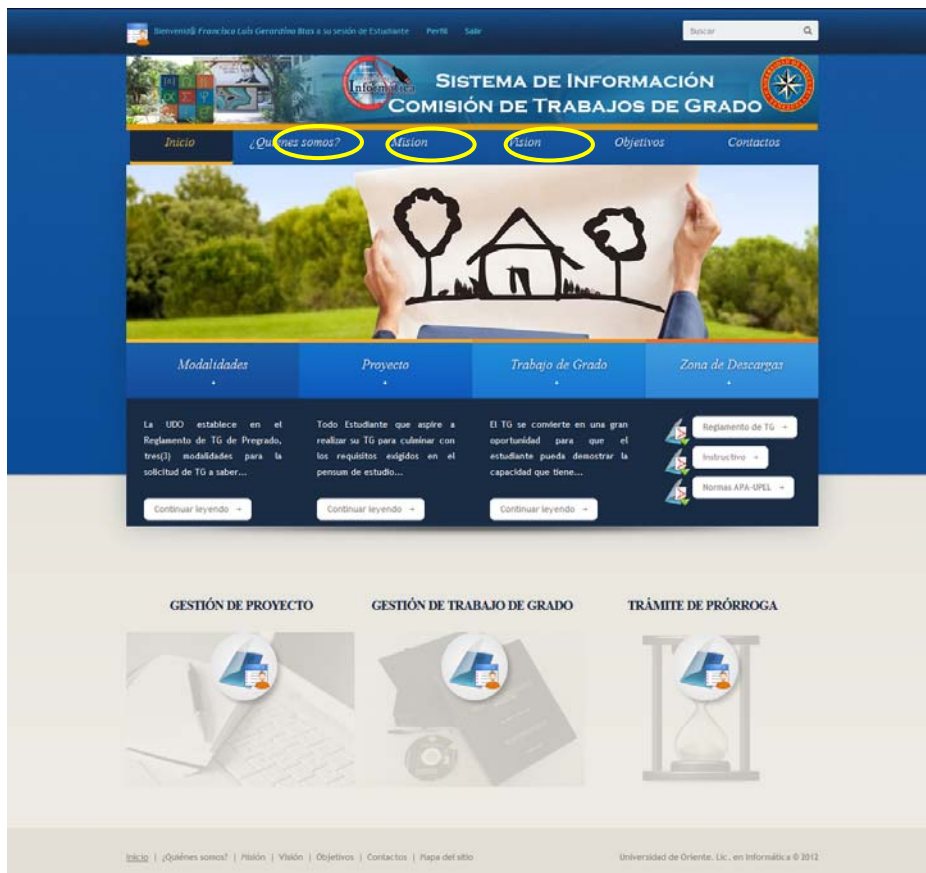 Bienvenid@ Francisco Luis Gerardino Blas a su sesión de Estudiante Perfil Salir
Buscar
Informática
SISTEMA DE INFORMACIÓN
COMISIÓN DE TRABAJOS DE GRADO
Inicio ¿Quiénes somos? Mision Vision Objetivos Contactos
Modalidades Proyecto Trabajo de Grado Zona de Descargas
La UDO establece en el
Reglamento de TG de Pregrado,
tres(3) modalidades para la
solicitud de TG a saber...
Continuar leyendo →
Todo Estudiante que aspire a
realizar su TG para culminar con
los requisitos exigidos en el
pensum de estudio...
Continuar leyendo →
El TG se convierte en una gran
oportunidad para que el
estudiante pueda demostrar la
capacidad que tiene...
Continuar leyendo →
Reglamento de TG →
Instructivo →
Normas APA-UPEL →
GESTIÓN DE PROYECTO
GESTIÓN DE TRABAJO DE GRADO
TRÁMITE DE PRÓRROGA
Inicio | ¿Quiénes somos? | Misión | Visión | Objetivos | Contactos | Mapa del sitio
Universidad de Oriente. Lic. en Informática © 2012